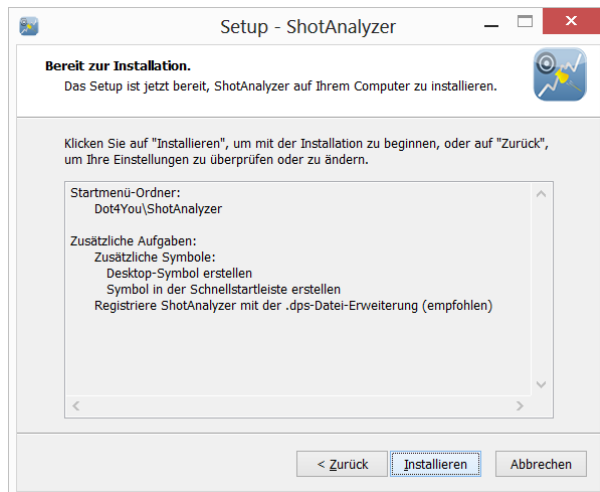 Setup - ShotAnalyzer
Bereit zur Installation.
Das Setup ist jetzt bereit, ShotAnalyzer auf Ihrem Computer zu installieren.
Klicken Sie auf "Installieren", um mit der Installation zu beginnen, oder auf "Zurück",
um Ihre Einstellungen zu überprüfen oder zu ändern.
Startmenü-Ordner:
Dot4You\ShotAnalyzer
Zusätzliche Aufgaben:
Zusätzliche Symbole:
Desktop-Symbol erstellen
Symbol in der Schnellstartleiste erstellen
Registriere ShotAnalyzer mit der .dps-Datei-Erweiterung (empfohlen)
< Zurück Installieren Abbrechen